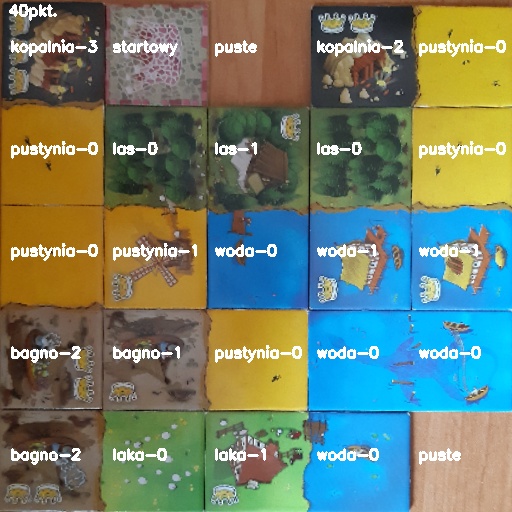 40pkt.
kopalnia-3 startowy puste kopalnia-2 pustynia-0
pustynia-0 las-0 las-1 las-0 pustynia-0
pustynia-0 pustynia-1 woda-0 woda-1 woda-1
bagno-2 bagno-1 pustynia-0 woda-0 woda-0
bagno-2 laka-0 laka-1 woda-0 puste